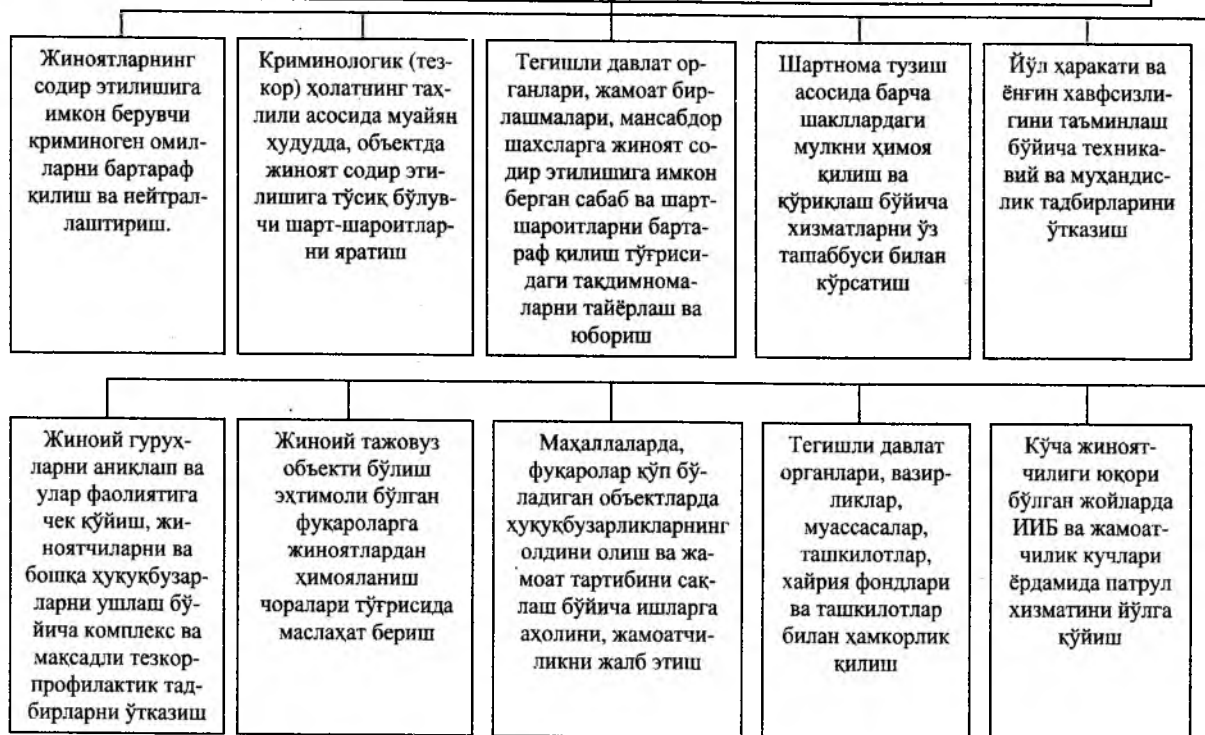 Жиноятларнинг
содир этилишига
имкон берувчи
криминоген омил-
ларни бартараф
қилиш ва нейтрал-
лаштириш.
Криминологик (тез-
кор) ҳолатнинг таҳ-
лили асосида муайян
ҳудудда, объектда
жиноят содир эти-
лишига тўсиқ бўлув-
чи шарт-шароитлар-
ни яратиш
Тегишли давлат ор-
ганлари, жамоат бир-
лашмалари, мансабдор
шахсларга жиноят со-
дир этилишига имкон
берган сабаб ва шарт-
шароитларни барта-
раф қилиш тўғриси-
даги тақдимнома-
ларни тайёрлаш ва
юбориш
Шартнома тузиш
асосида барча
шакллардаги
мулкни ҳимоя
қилиш ва
қўриқлаш бўйича
хизматларни ўз
ташаббуси билан
кўрсатиш
Йўл ҳаракати ва
ёнғин хавфсизли-
гини таъминлаш
бўйича техника-
вий ва муҳандис-
лик тадбирларини
ўтказиш
Жиноий гуруҳ-
ларни аниқлаш ва
улар фаолиятига
чек қўйиш, жи-
ноятчиларни ва
бошқа ҳуқуқбузар-
ларни ушлаш бў-
йича комплекс ва
мақсадли тезкор-
профилактик тад-
бирларни ўтказиш
Жиноий тажовуз
объекти бўлиш
эҳтимоли бўлган
фуқароларга
жиноятлардан
ҳимояланиш
чоралари тўғрисида
маслаҳат бериш
Маҳаллаларда,
фуқаролар кўп бў-
ладиган объектларда
ҳуқуқбузарликларнинг
олдини олиш ва жа-
моат тартибини сақ-
лаш бўйича ишларга
аҳолини, жамоатчи-
ликни жалб этиш
Тегишли давлат
органлари, вазир-
ликлар,
муассасалар,
ташкилотлар,
хайрия фондлари
ва ташкилотлар
билан ҳамкорлик
қилиш
Кўча жиноят-
чилиги юқори
бўлган жойларда
ИИБ ва жамоат-
чилик кучлари
ёрдамида патрул
хизматини йўлга
қўйиш